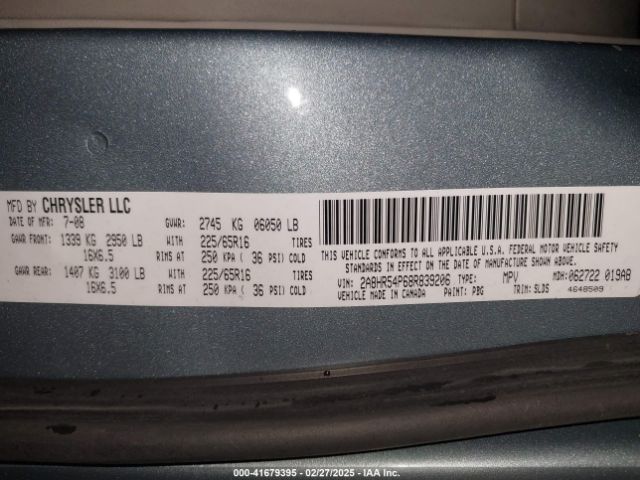 MFD BY CHRYSLER LLC
DATE OF MFR: 7-08 GVWR: 2745 KG 06050 LB
GAWR FRONT: 1339 KG 2950 LB WITH 225/65R16 TIRES
16X6.5 RIMS AT 250 KPA ( 36 PSI) COLD
GAWR REAR: 1407 KG 3100 LB WITH 225/65R16 TIRES
16X6.5 RIMS AT 250 KPA ( 36 PSI) COLD
THIS VEHICLE CONFORMS TO ALL APPLICABLE U.S.A. FEDERAL MOTOR VEHICLE SAFETY
STANDARDS IN EFFECT ON THE DATE OF MANUFACTURE SHOWN ABOVE
VIN: 2A8HR54P68R839206 TYPE: MPV MDH: 062722 019AB
VEHICLE MADE IN CANADA PAINT: PBG TRIM: SLDS 4648509
000-41679395 - 02/27/2025 - IAA Inc.